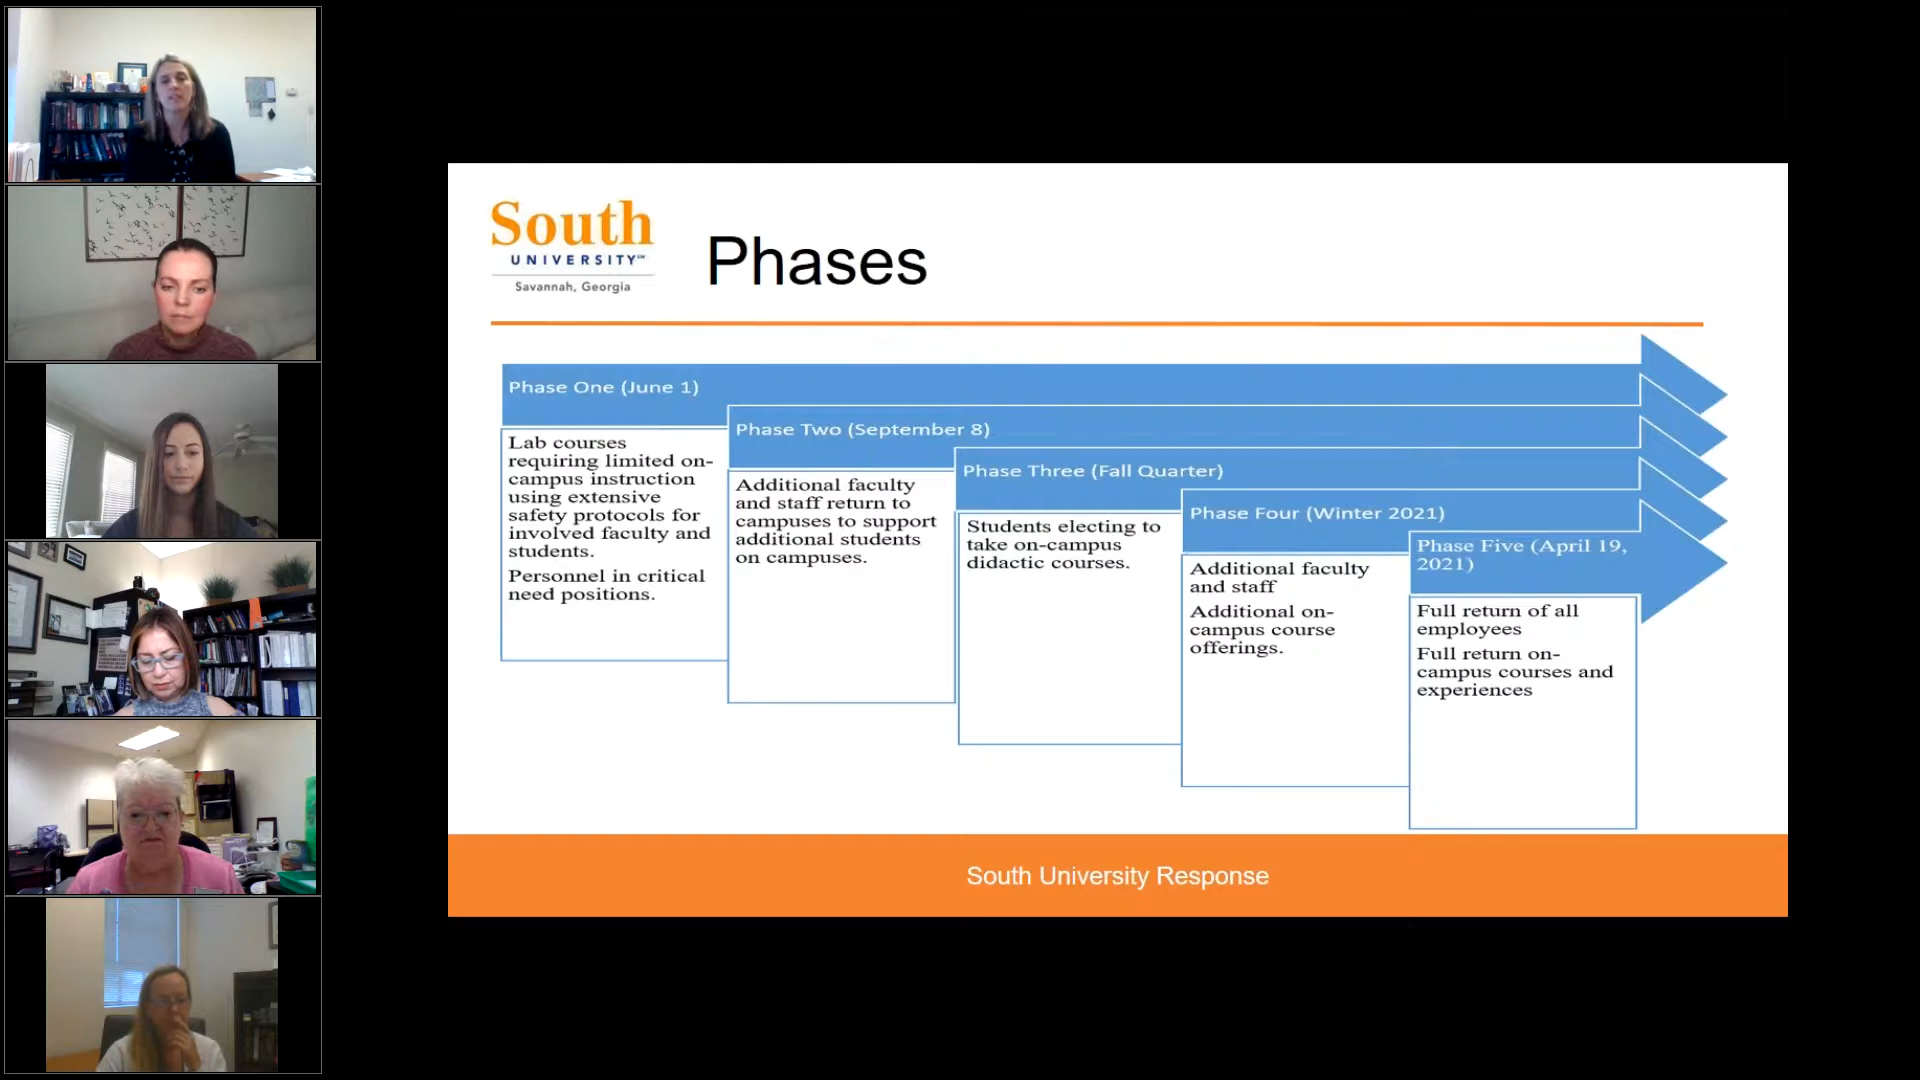 South
UNIVERSITY℠
Savannah, Georgia
Phases
Phase One (June 1)
Lab courses
requiring limited on-
campus instruction
using extensive
safety protocols for
involved faculty and
students.
Personnel in critical
need positions.
Phase Two (September 8)
Additional faculty
and staff return to
campuses to support
additional students
on campuses.
Phase Three (Fall Quarter)
Students electing to
take on-campus
didactic courses.
Phase Four (Winter 2021)
Additional faculty
and staff
Additional on-
campus course
offerings.
Phase Five (April 19,
2021)
Full return of all
employees
Full return on-
campus courses and
experiences
South University Response